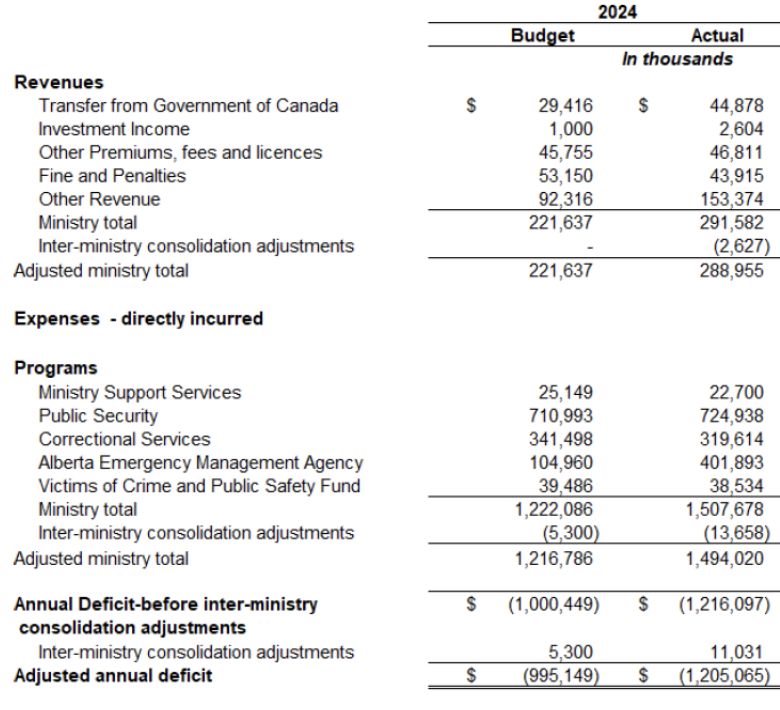 2024
Budget Actual
In thousands
Revenues
Transfer from Government of Canada $ 29,416 $ 44,878
Investment Income 1,000 2,604
Other Premiums, fees and licences 45,755 46,811
Fine and Penalties 53,150 43,915
Other Revenue 92,316 153,374
Ministry total 221,637 291,582
Inter-ministry consolidation adjustments - (2,627)
Adjusted ministry total 221,637 288,955
Expenses - directly incurred
Programs
Ministry Support Services 25,149 22,700
Public Security 710,993 724,938
Correctional Services 341,498 319,614
Alberta Emergency Management Agency 104,960 401,893
Victims of Crime and Public Safety Fund 39,486 38,534
Ministry total 1,222,086 1,507,678
Inter-ministry consolidation adjustments (5,300) (13,658)
Adjusted ministry total 1,216,786 1,494,020
Annual Deficit-before inter-ministry $ (1,000,449) $ (1,216,097)
consolidation adjustments
Inter-ministry consolidation adjustments 5,300 11,031
Adjusted annual deficit $ (995,149) $ (1,205,065)